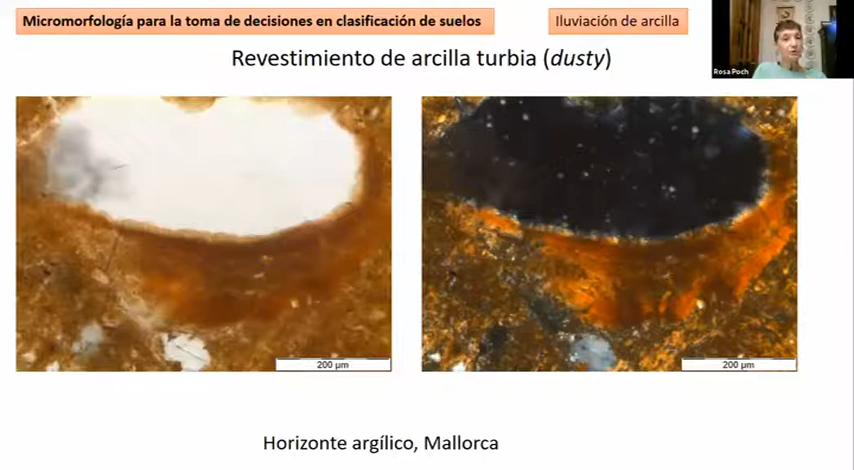 Micromorfología para la toma de decisiones en clasificación de suelos
Iluviación de arcilla
Rosa Poch
Revestimiento de arcilla turbia (dusty)
200 µm
200 µm
Horizonte argílico, Mallorca